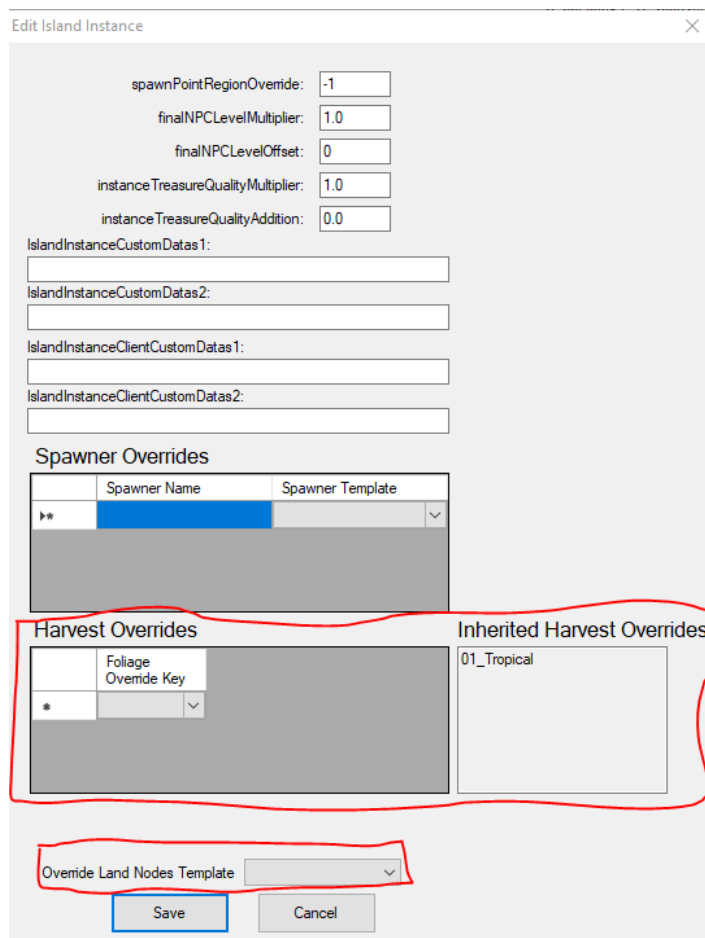 Edit Island Instance
spawnPointRegionOverride: -1
finalNPCLevelMultiplier: 1.0
finalNPCLevelOffset: 0
instanceTreasureQualityMultiplier: 1.0
instanceTreasureQualityAddition: 0.0
IslandInstanceCustomDatas1:
IslandInstanceCustomDatas2:
IslandInstanceClientCustomDatas1:
IslandInstanceClientCustomDatas2:
Spawner Overrides
Spawner Name Spawner Template
Harvest Overrides Inherited Harvest Overrides
Foliage
Override Key
01_Tropical
Override Land Nodes Template
Save Cancel